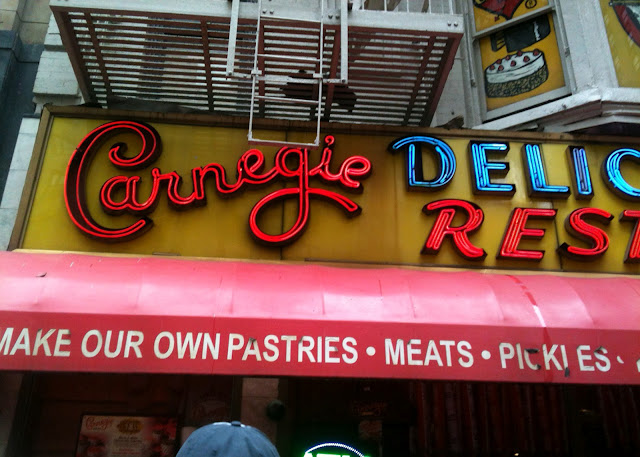 Carnegie DELIC
REST
MAKE OUR OWN PASTRIES • MEATS • PICKLES •